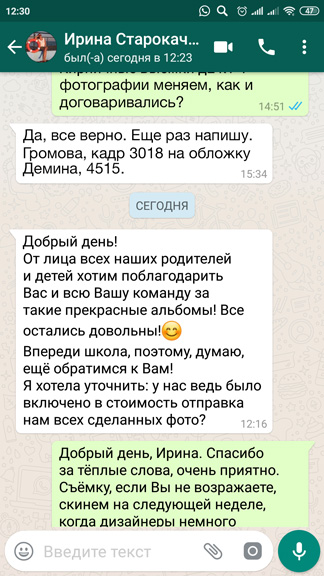 12:30
47
Ирина Старокач...
был(-а) сегодня в 12:23
фотографии меняем, как и
договаривались?
14:51
Да, все верно. Еще раз напишу.
Громова, кадр 3018 на обложку
Демина, 4515.
15:34
СЕГОДНЯ
Добрый день!
От лица всех наших родителей
и детей хотим поблагодарить
Вас и всю Вашу команду за
такие прекрасные альбомы! Все
остались довольны!😊
Впереди школа, поэтому, думаю,
ещё обратимся к Вам!
Я хотела уточнить: у нас ведь было
включено в стоимость отправка
нам всех сделанных фото?
12:16
Добрый день, Ирина. Спасибо
за тёплые слова, очень приятно.
Съёмку, если Вы не возражаете,
скинем на следующей неделе,
когда дизайнеры немного
Введите текст